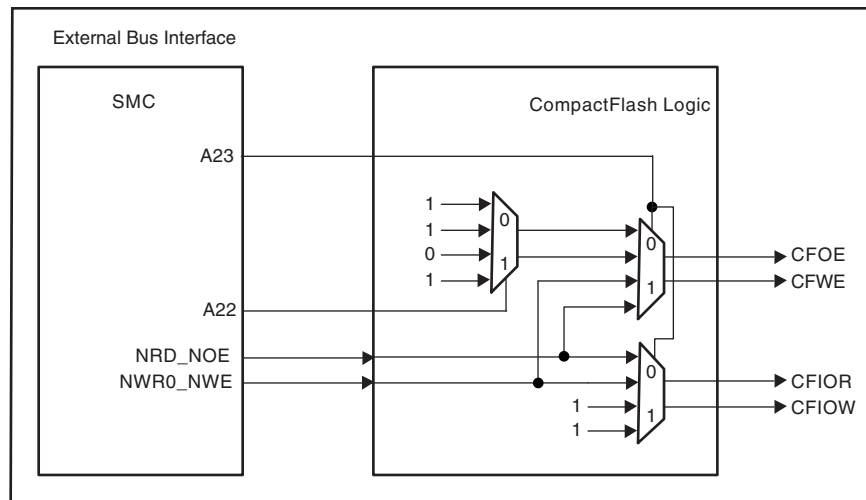 External Bus Interface
SMC
CompactFlash Logic
A23
1
1
0
1
0
1
0
1
CFOE
CFWE
A22
NRD_NOE
NWR0_NWE
0
1
1
1
CFIOR
CFIOW